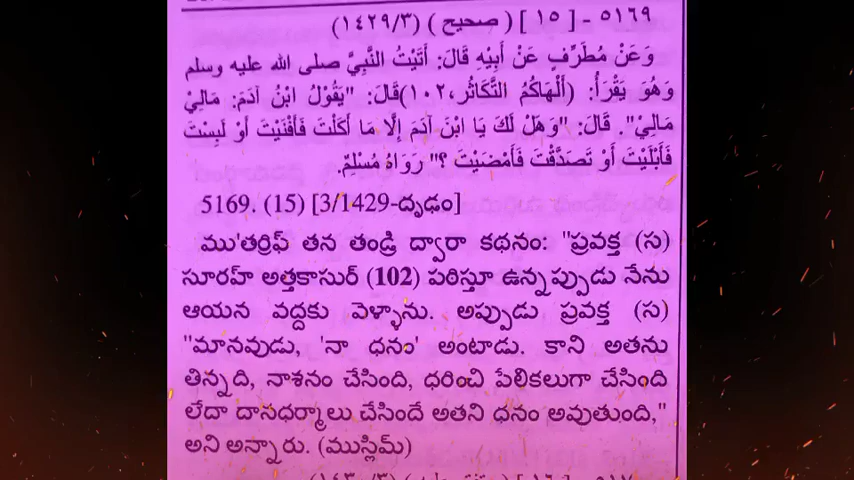 ٥١٦٩ - [ ١٥ ] ( صحيح ) (١٤٢٩/٣)
وَعَنْ مُطَرِّفٍ عَنْ أَبِيْهِ قَالَ: أَتَيْتُ النَّبِيَّ صلى الله عليه وسلم
وَهُوَ يَقْرَأُ: (أَلْهَاكُمُ التَّكَاثُر،١٠٢)قَالَ: "يَقُوْلُ ابْنُ آدَمَ: مَالِيْ
مَالِيْ". قَالَ: "وَهَلْ لَكَ يَا ابْنَ آدَمَ إِلَّا مَا أَكَلْتَ فَأَفْنَيْتَ أَوْ لَبِسْتَ
فَأَبْلَيْتَ أَوْ تَصَدَّقْتَ فَأَمْضَيْتَ ؟" رَوَاهُ مُسْلِمٌ.
5169. (15) [3/1429-దృఢం]
ము'తర్రిఫ్ తన తండ్రి ద్వారా కథనం: "ప్రవక్త (స)
సూరహ్ అత్తకాసుర్ (102) పఠిస్తూ ఉన్నప్పుడు నేను
ఆయన వద్దకు వెళ్ళాను. అప్పుడు ప్రవక్త (స)
"మానవుడు, 'నా ధనం' అంటాడు. కాని అతను
తిన్నది, నాశనం చేసింది, ధరించి పేలికలుగా చేసింది
లేదా దానధర్మాలు చేసిందే అతని ధనం అవుతుంది,"
అని అన్నారు. (ముస్లిమ్)